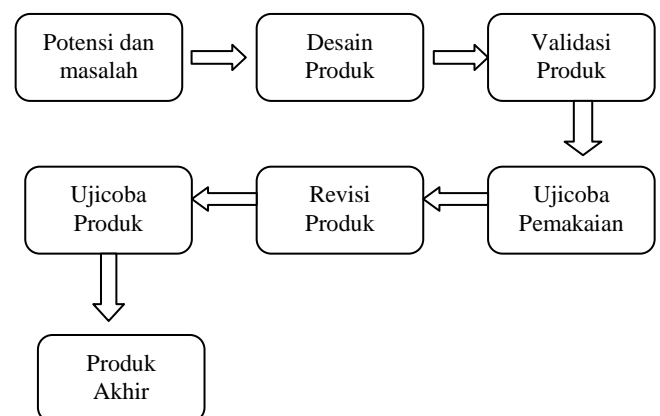 Potensi dan
masalah
Desain
Produk
Validasi
Produk
Ujicoba
Pemakaian
Revisi
Produk
Ujicoba
Produk
Produk
Akhir